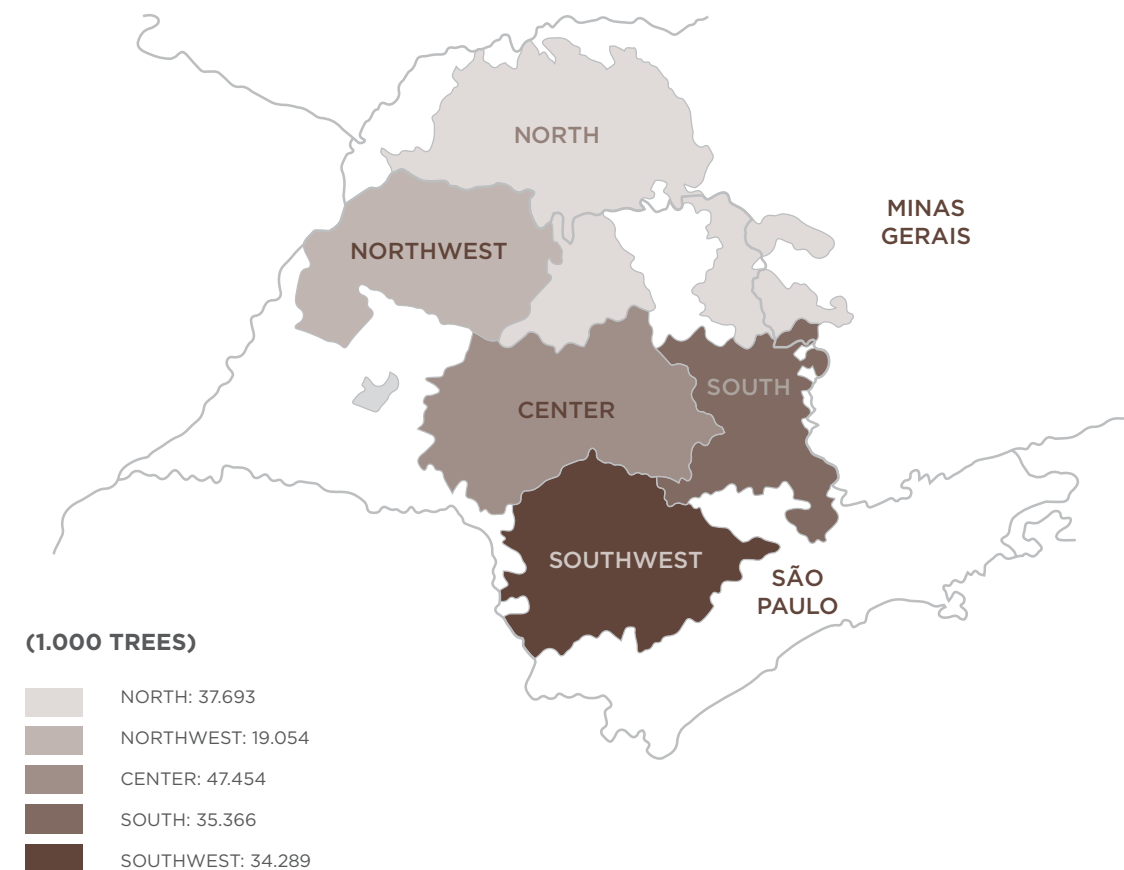 NORTH
MINAS
GERAIS
NORTHWEST
SOUTH
CENTER
SOUTHWEST
SÃO
PAULO
(1.000 TREES)
NORTH: 37.693
NORTHWEST: 19.054
CENTER: 47.454
SOUTH: 35.366
SOUTHWEST: 34.289